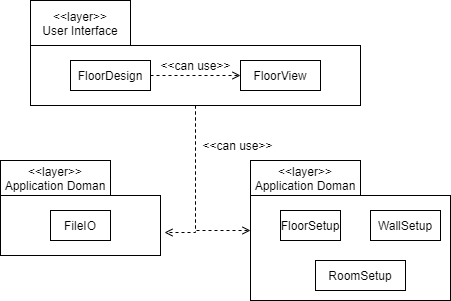 <<layer>>
User Interface
FloorDesign
<<can use>>
FloorView
<<can use>>
<<layer>>
Application Doman
FileIO
<<layer>>
Application Doman
FloorSetup
WallSetup
RoomSetup